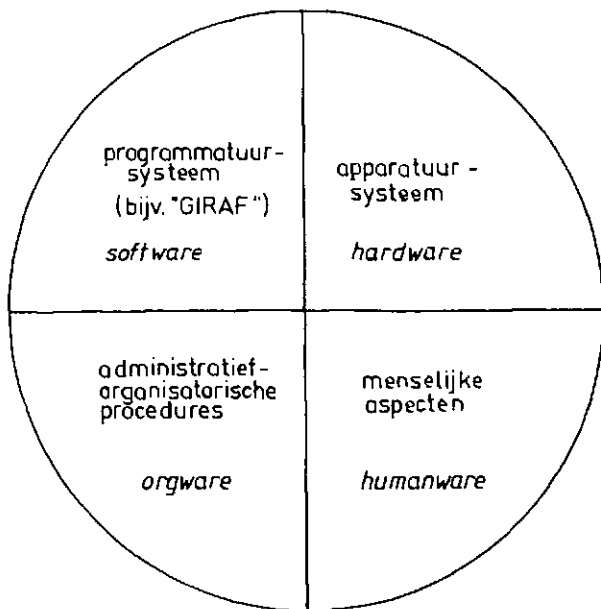 programmatuur-
systeem
(bijv. "GIRAF")
software
apparatuur-
systeem
hardware
administratief-
organisatorische
procedures
orgware
menselijke
aspecten
humanware